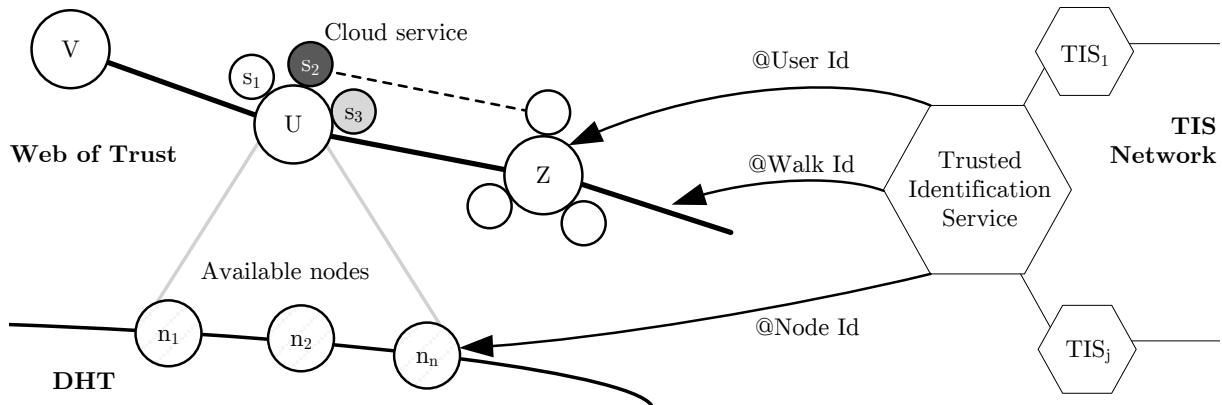 V
s1
s2
Cloud service
s3
U
Web of Trust
Z
@User Id
@Walk Id
@Node Id
Trusted
Identification
Service
TIS1
TIS
Network
TISj
Available nodes
n1
n2
nn
DHT